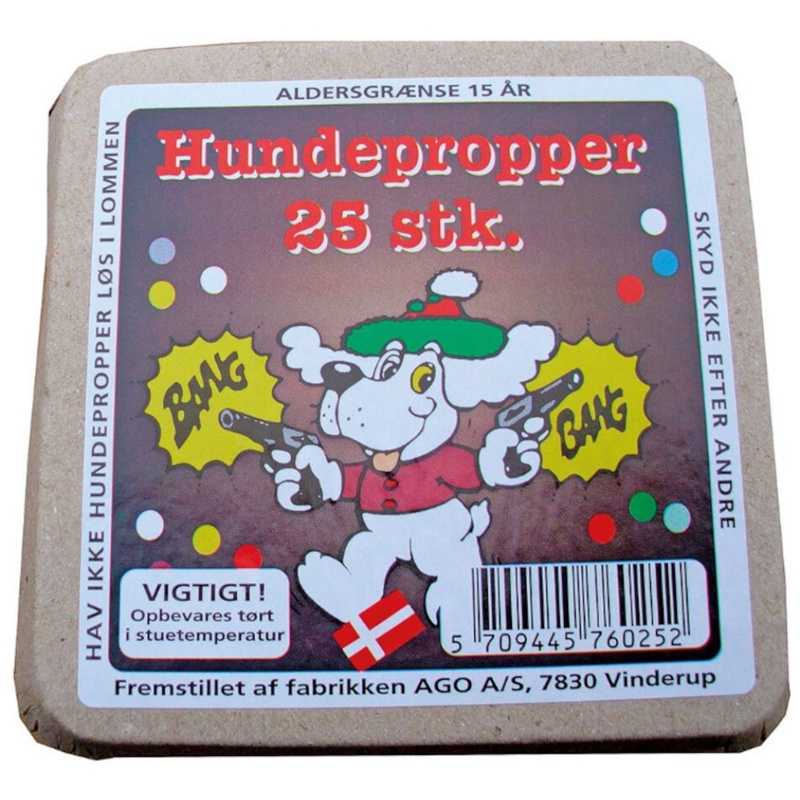 ALDERSGRÆNSE 15 ÅR
Hundepropper
25 stk.
HAV IKKE HUNDEPROPPER LØS I LOMMEN
SKYD IKKE EFTER ANDRE
BANG
BANG
VIGTIGT!
Opbevares tørt
i stuetemperatur
5 709445 760252
Fremstillet af fabrikken AGO A/S, 7830 Vinderup